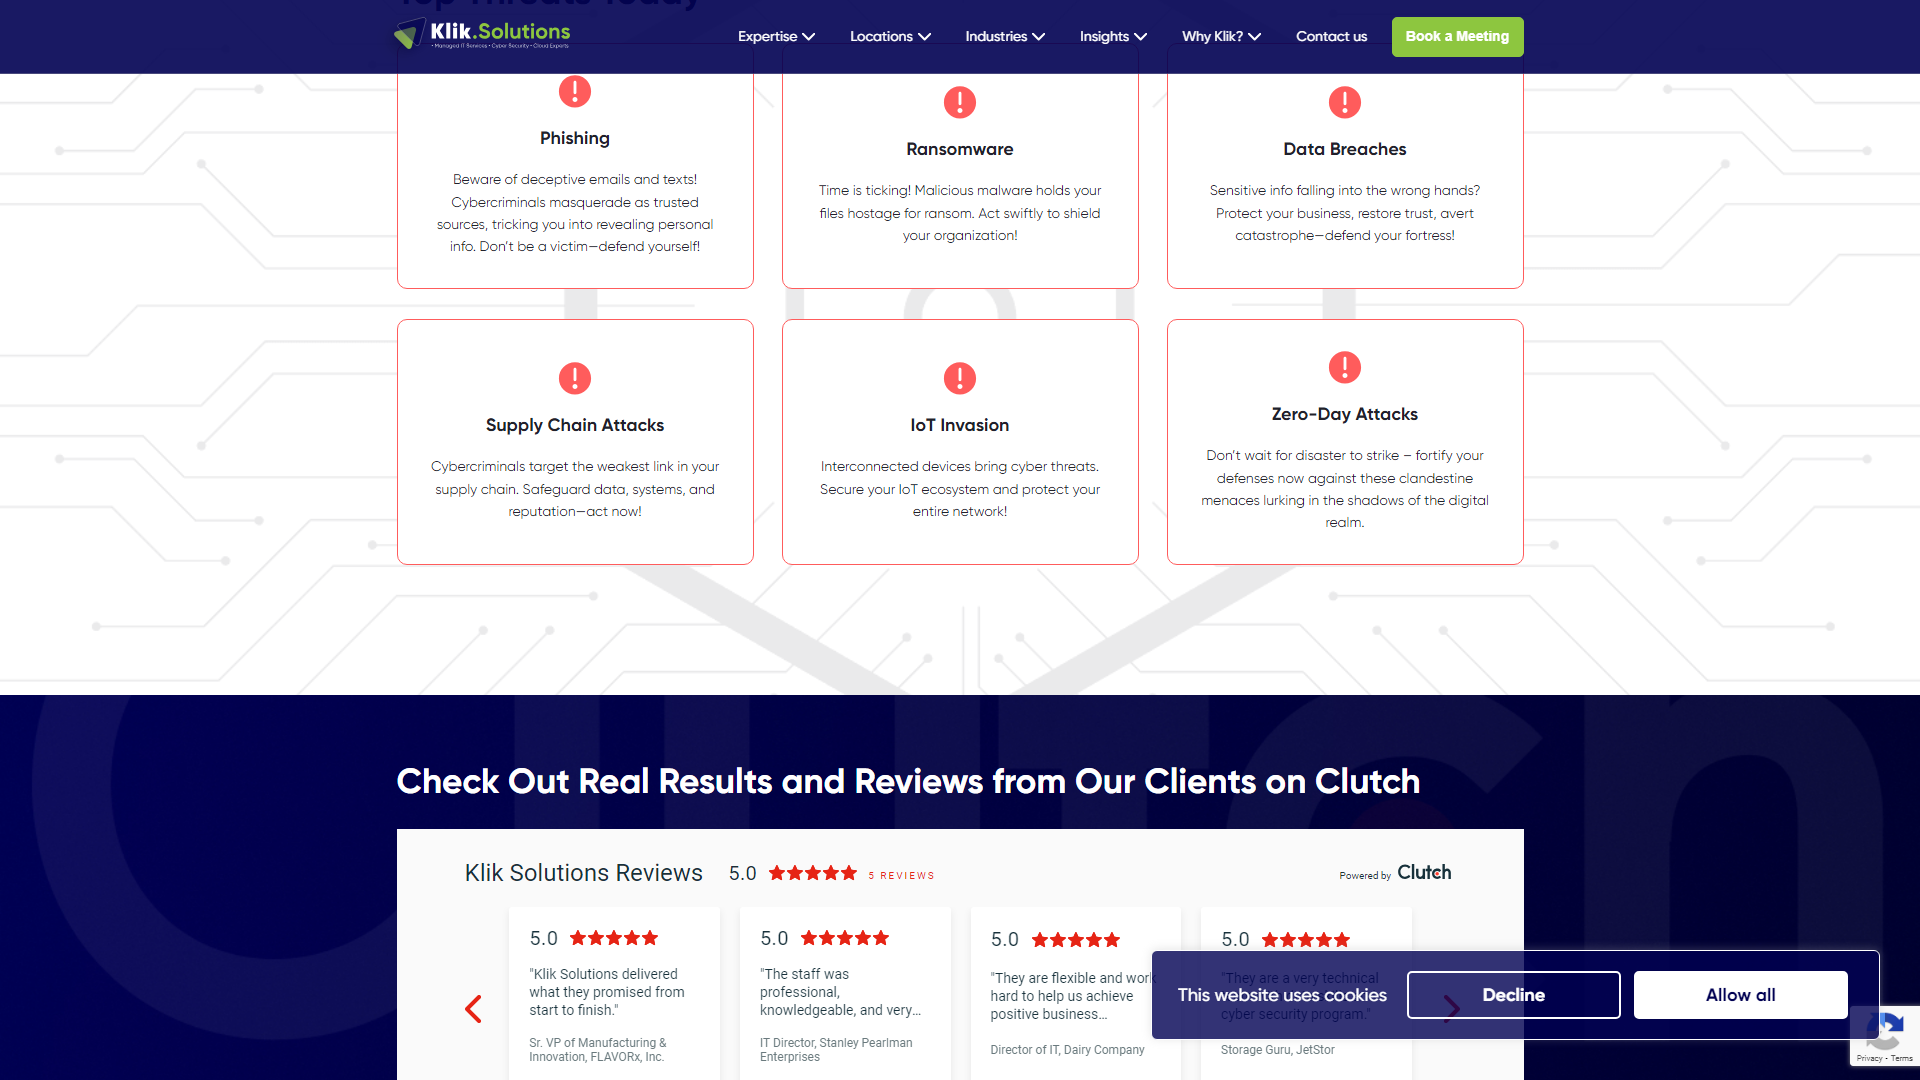 Top Threats Today
Klik.Solutions
• Managed IT Services • Cyber Security • Cloud Experts
Expertise
Locations
Industries
Insights
Why Klik?
Contact us
Book a Meeting
Phishing
Beware of deceptive emails and texts!
Cybercriminals masquerade as trusted
sources, tricking you into revealing personal
info. Don’t be a victim—defend yourself!
Ransomware
Time is ticking! Malicious malware holds your
files hostage for ransom. Act swiftly to shield
your organization!
Data Breaches
Sensitive info falling into the wrong hands?
Protect your business, restore trust, avert
catastrophe—defend your fortress!
Supply Chain Attacks
Cybercriminals target the weakest link in your
supply chain. Safeguard data, systems, and
reputation—act now!
IoT Invasion
Interconnected devices bring cyber threats.
Secure your IoT ecosystem and protect your
entire network!
Zero-Day Attacks
Don’t wait for disaster to strike – fortify your
defenses now against these clandestine
menaces lurking in the shadows of the digital
realm.
Check Out Real Results and Reviews from Our Clients on Clutch
Klik Solutions Reviews
5.0
5 REVIEWS
Powered by Clutch
5.0
"Klik Solutions delivered
what they promised from
start to finish."
Sr. VP of Manufacturing &
Innovation, FLAVORx, Inc.
5.0
"The staff was
professional,
knowledgeable, and very...
IT Director, Stanley Pearlman
Enterprises
5.0
"They are flexible and work
hard to help us achieve
positive business...
Director of IT, Dairy Company
5.0
"They are a very technical
cyber security program."
Storage Guru, JetStor
This website uses cookies
Decline
Allow all
Privacy - Terms